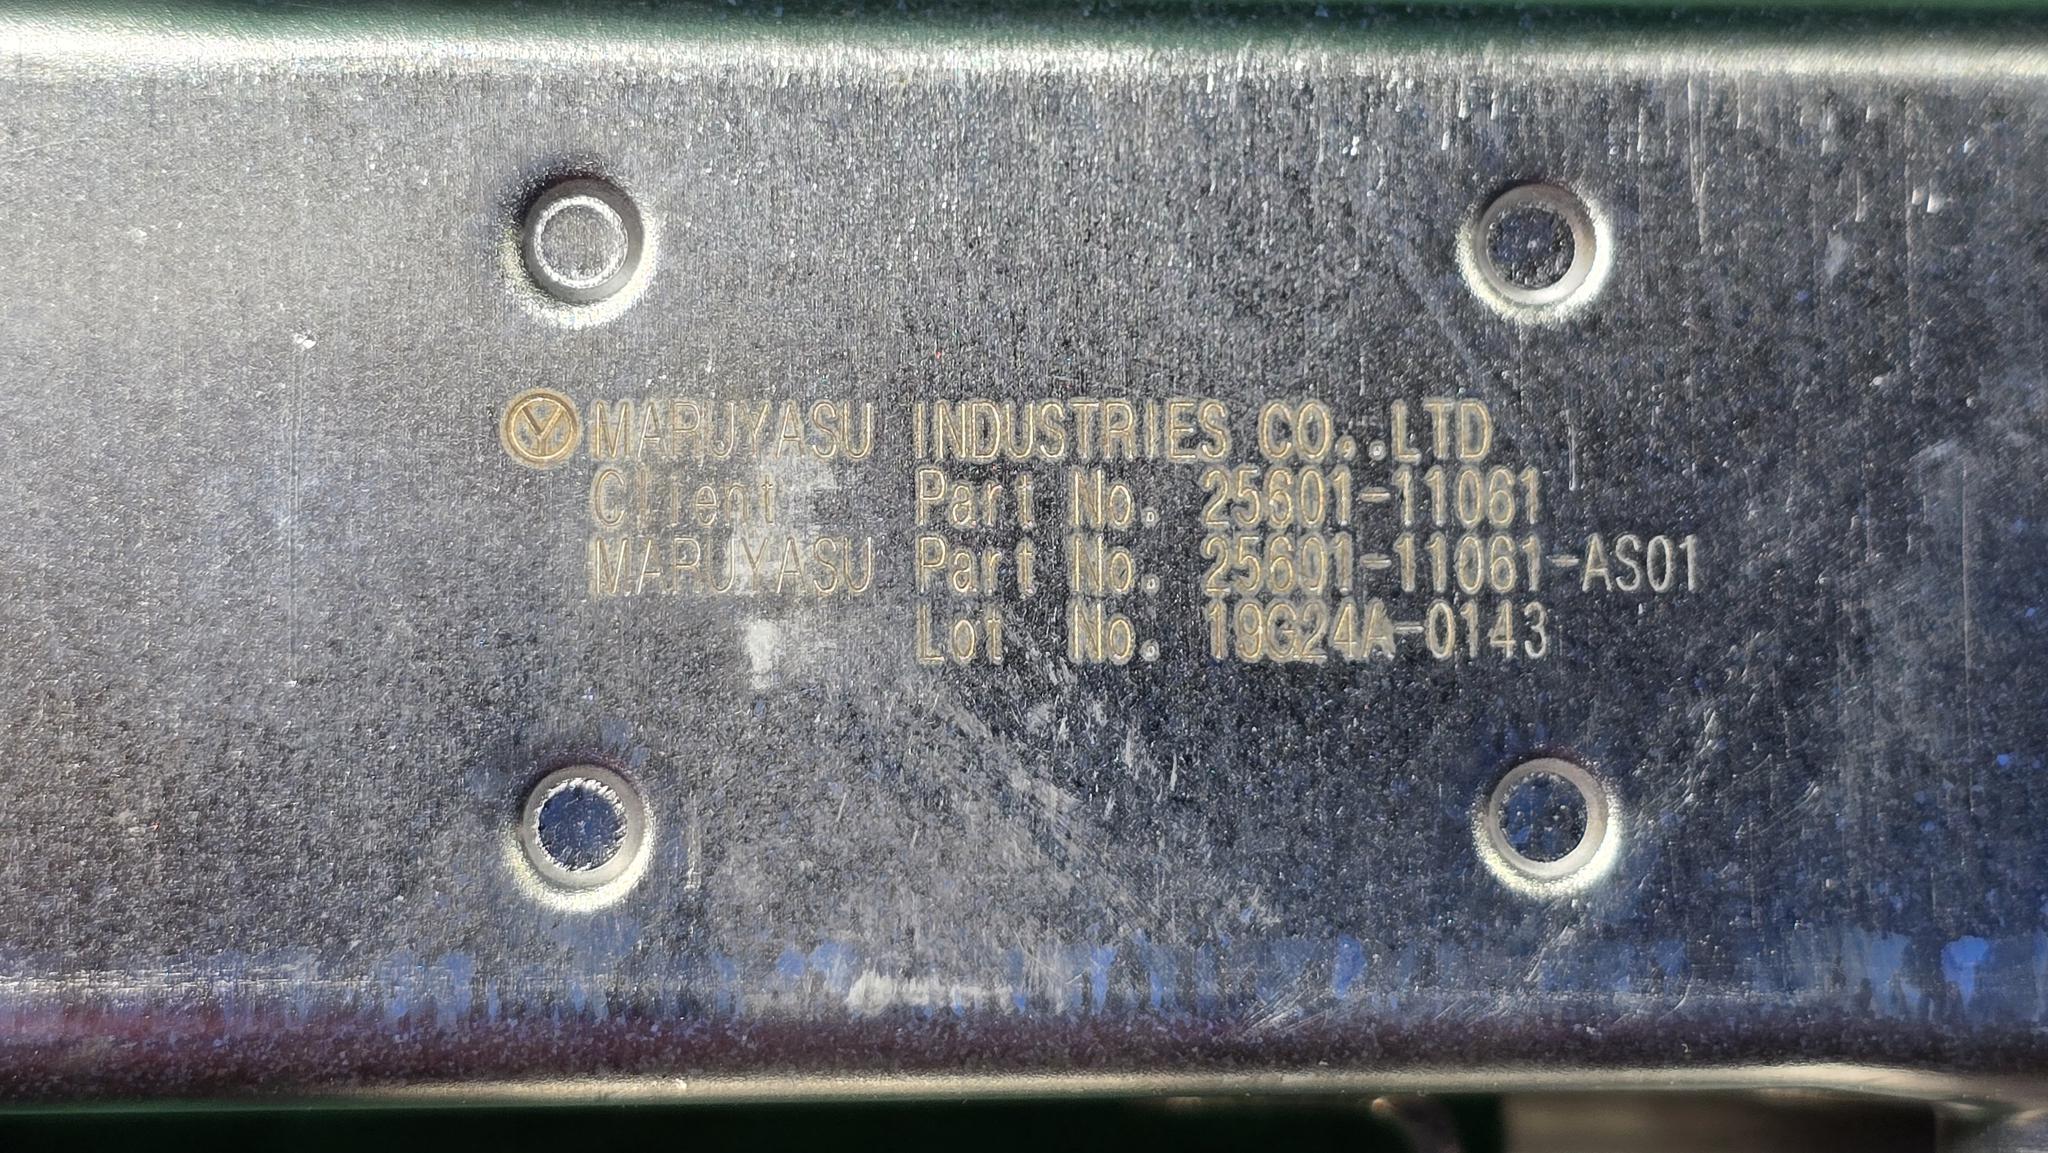 MARUYASU INDUSTRIES CO.,.LTD
Client Part No. 25601-11061
MARUYASU Part No. 25601-11061-AS01
Lot No. 19G24A-0143